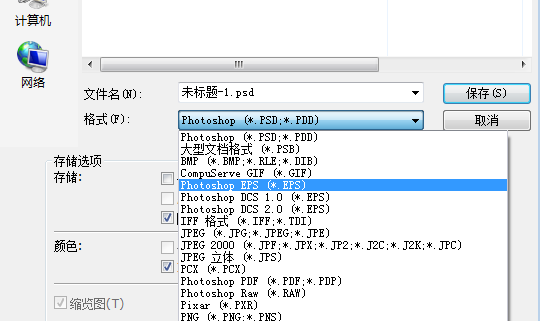 计算机
网络
文件名(N): 未标题-1.psd 保存(S)
格式(F): Photoshop (*.PSD;*.PDD) 取消
Photoshop (*.PSD;*.PDD)
大型文档格式 (*.PSB)
BMP (*.BMP;*.RLE;*.DIB)
CompuServe GIF (*.GIF)
Photoshop EPS (*.EPS)
Photoshop DCS 1.0 (*.EPS)
Photoshop DCS 2.0 (*.EPS)
IFF 格式 (*.IFF;*.TDI)
JPEG (*.JPG;*.JPEG;*.JPE)
JPEG 2000 (*.JPF;*.JPX;*.JP2;*.J2C;*.J2K;*.JPC)
JPEG 立体 (*.JPS)
PCX (*.PCX)
Photoshop PDF (*.PDF;*.PDP)
Photoshop Raw (*.RAW)
Pixar (*.PXR)
PNG (*.PNG;*.PNS)
存储选项
存储:
颜色:
缩览图(T)